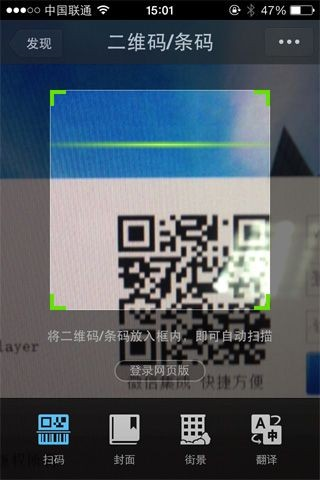 中国联通 15:01 47%
发现 二维码/条码
将二维码/条码放入框内，即可自动扫描
layer
登录网页版
微信集成 快捷方便
扫码 封面 街景 翻译